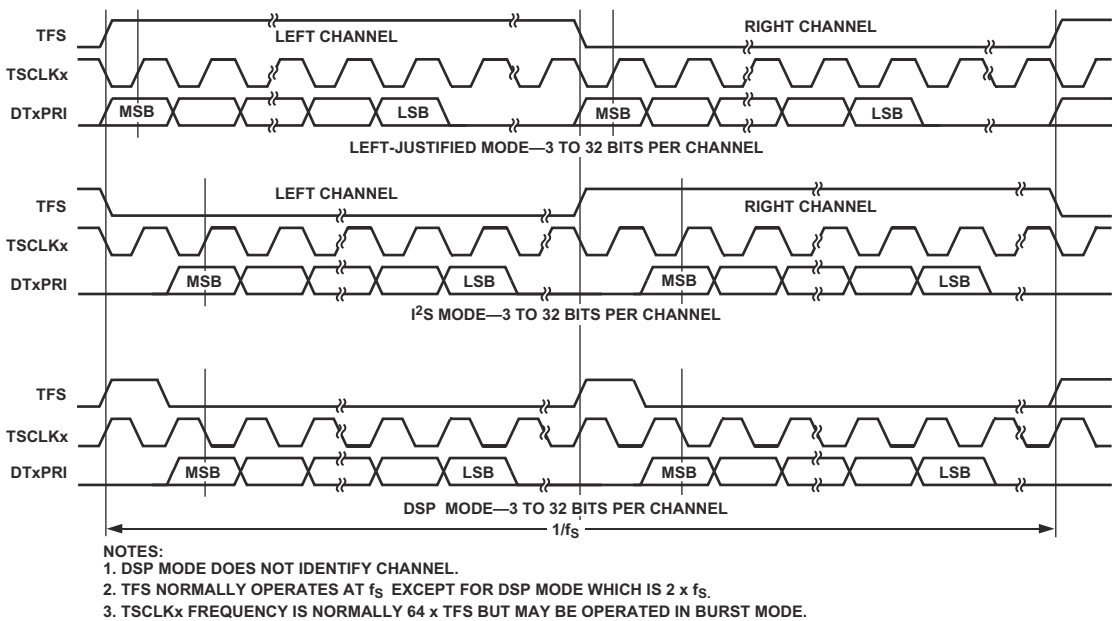 TFS
LEFT CHANNEL
RIGHT CHANNEL
TSCLKx
DTxPRI
MSB
LSB
MSB
LSB
LEFT-JUSTIFIED MODE—3 TO 32 BITS PER CHANNEL
TFS
LEFT CHANNEL
RIGHT CHANNEL
TSCLKx
DTxPRI
MSB
LSB
MSB
LSB
I²S MODE—3 TO 32 BITS PER CHANNEL
TFS
TSCLKx
DTxPRI
MSB
LSB
MSB
LSB
DSP MODE—3 TO 32 BITS PER CHANNEL
1/fS
NOTES:
1. DSP MODE DOES NOT IDENTIFY CHANNEL.
2. TFS NORMALLY OPERATES AT fS EXCEPT FOR DSP MODE WHICH IS 2 x fS.
3. TSCLKx FREQUENCY IS NORMALLY 64 x TFS BUT MAY BE OPERATED IN BURST MODE.